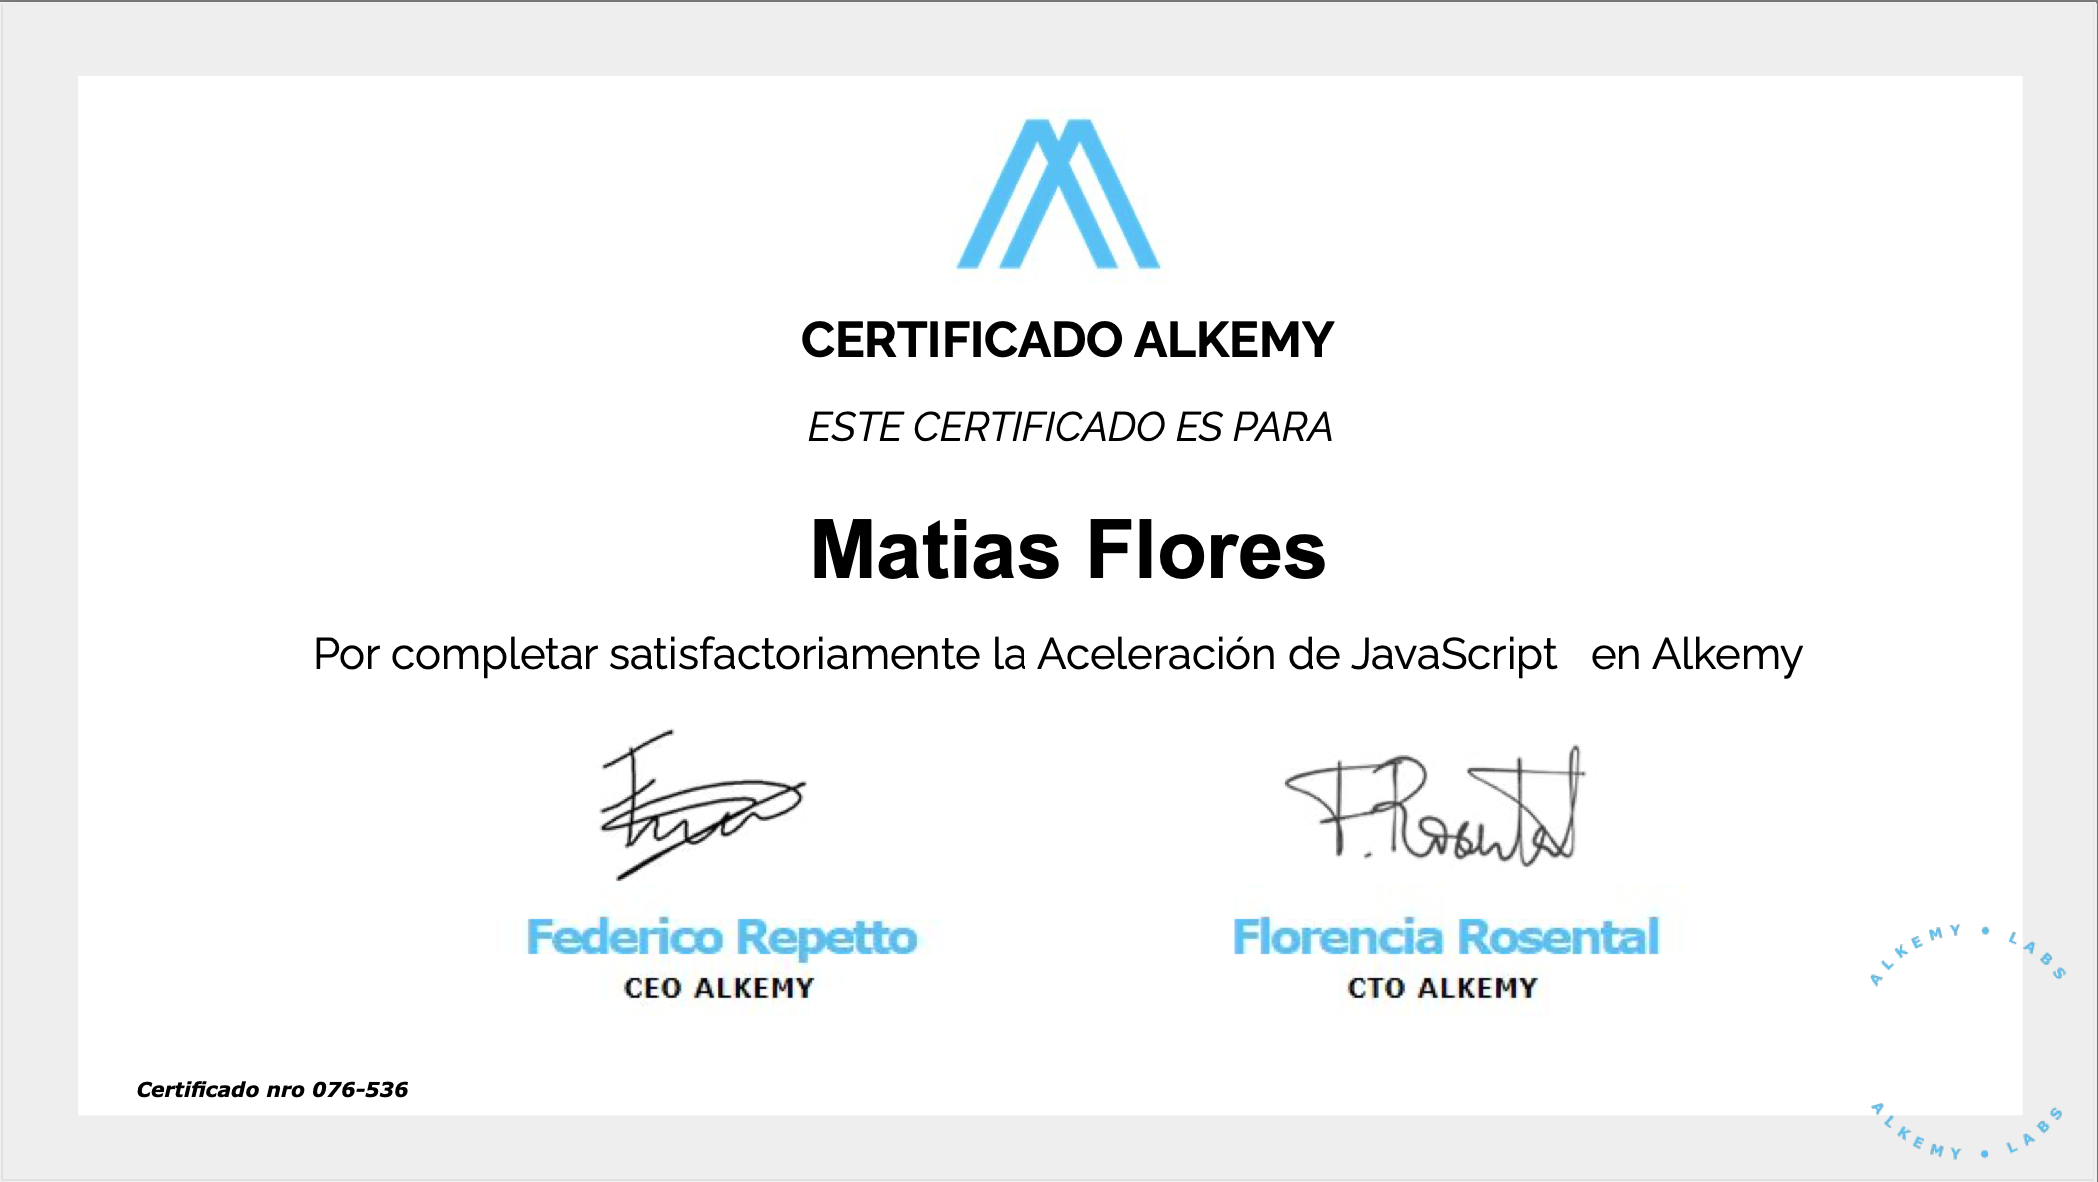 CERTIFICADO ALKEMY
ESTE CERTIFICADO ES PARA
Matias Flores
Por completar satisfactoriamente la Aceleración de JavaScript en Alkemy
F. Rosental
Federico Repetto
Florencia Rosental
CEO ALKEMY
CTO ALKEMY
ALKEMY • LABS
Certificado nro 076-536
ALKEMY • LABS